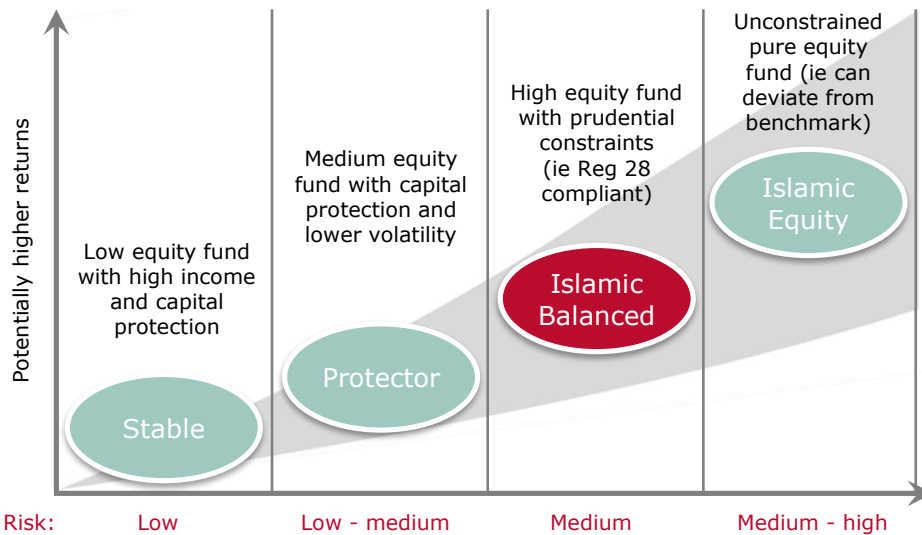 Potentially higher returns
Low equity fund
with high income
and capital
protection
Stable
Medium equity
fund with capital
protection and
lower volatility
Protector
High equity fund
with prudential
constraints
(ie Reg 28
compliant)
Islamic
Balanced
Unconstrained
pure equity
fund (ie can
deviate from
benchmark)
Islamic
Equity
Risk: Low Low - medium Medium Medium - high